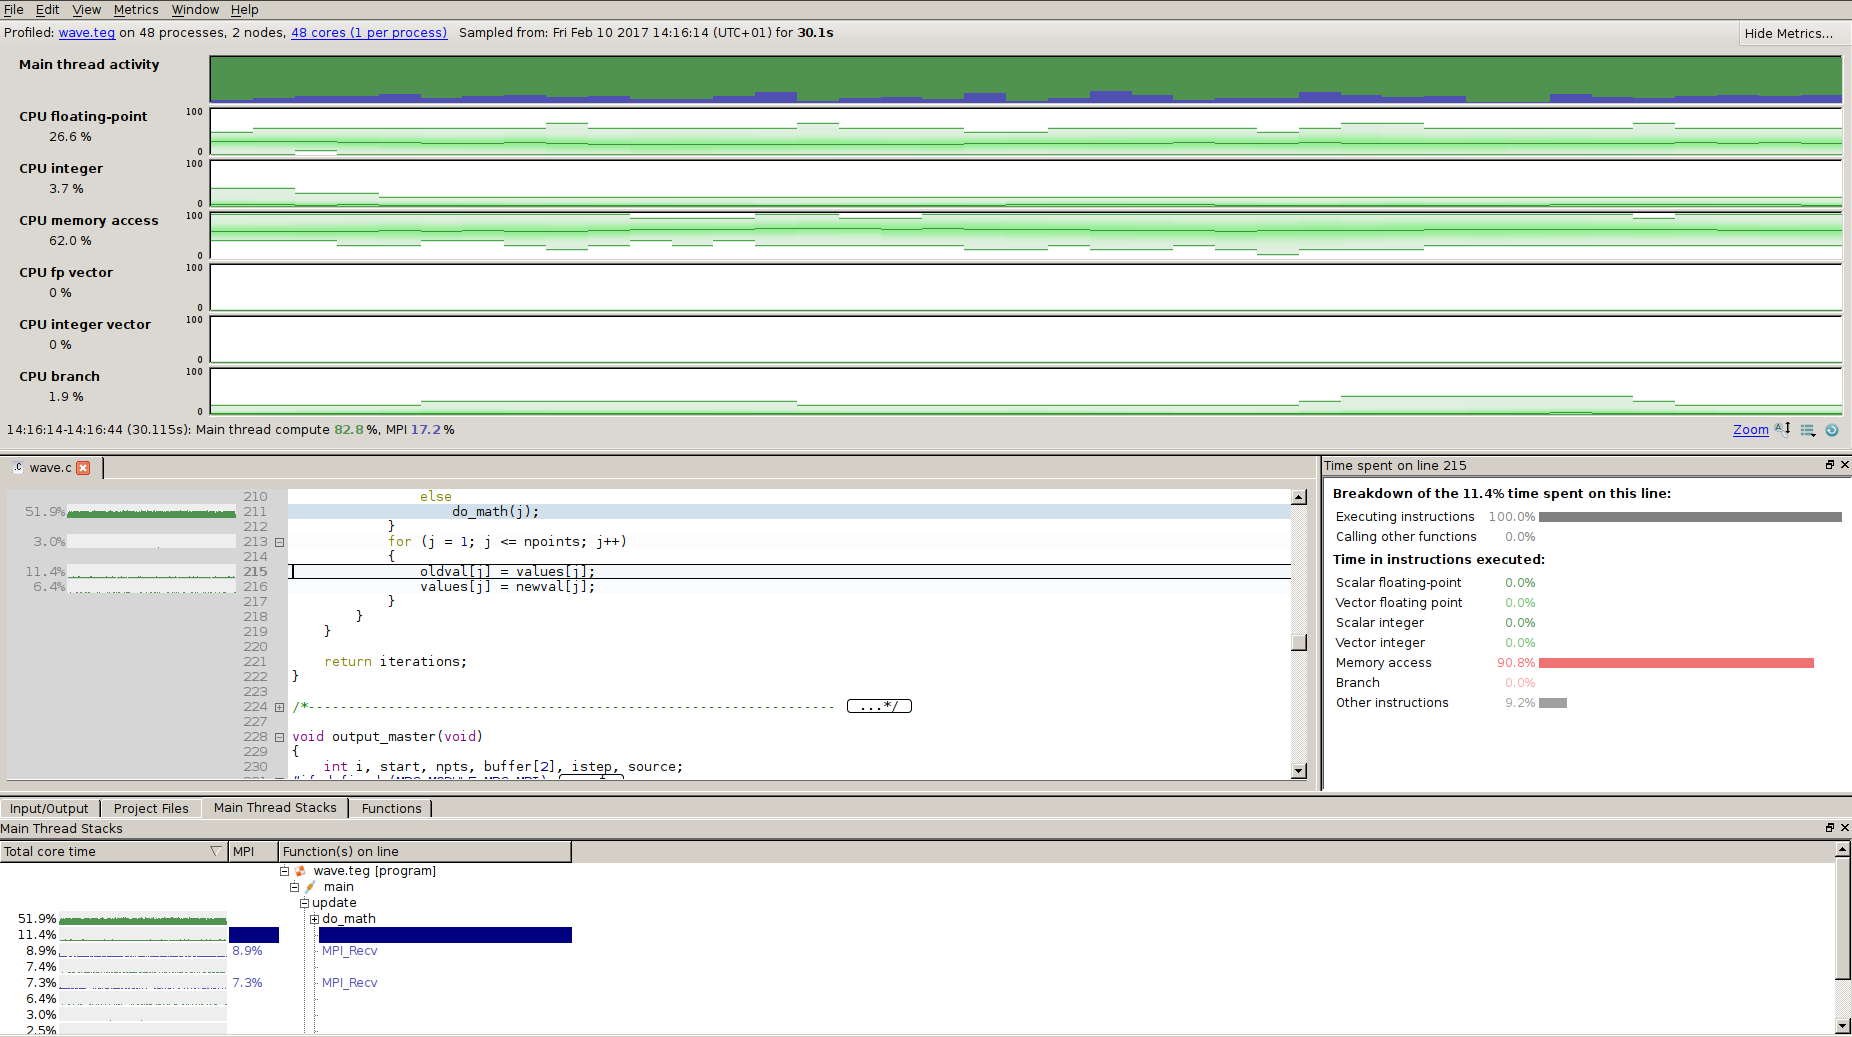 File Edit View Metrics Window Help
Profiled: wave.teg on 48 processes, 2 nodes, 48 cores (1 per process) Sampled from: Fri Feb 10 2017 14:16:14 (UTC+01) for 30.1s Hide Metrics...
Main thread activity
CPU floating-point 100
26.6 %
0
CPU integer 100
3.7 %
0
CPU memory access 100
62.0 %
0
CPU fp vector 100
0 %
0
CPU integer vector 100
0 %
0
CPU branch 100
1.9 %
0
14:16:14-14:16:44 (30.115s): Main thread compute 82.8 %, MPI 17.2 % Zoom
.C wave.c
210 else
51.9% 211 do_math(j);
212 }
3.0% 213 for (j = 1; j <= npoints; j++)
214 {
11.4% 215 oldval[j] = values[j];
6.4% 216 values[j] = newval[j];
217 }
218 }
219 }
220
221 return iterations;
222 }
223
224 /*------------------------------------------------------------------- ...*/
227
228 void output_master(void)
229 {
230 int i, start, npts, buffer[2], istep, source;
Time spent on line 215
Breakdown of the 11.4% time spent on this line:
Executing instructions 100.0%
Calling other functions 0.0%
Time in instructions executed:
Scalar floating-point 0.0%
Vector floating point 0.0%
Scalar integer 0.0%
Vector integer 0.0%
Memory access 90.8%
Branch 0.0%
Other instructions 9.2%
Input/Output Project Files Main Thread Stacks Functions
Main Thread Stacks
Total core time MPI Function(s) on line
wave.teg [program]
main
update
51.9% do_math
11.4%
8.9% 8.9% MPI_Recv
7.4%
7.3% 7.3% MPI_Recv
6.4%
3.0%
2.5%